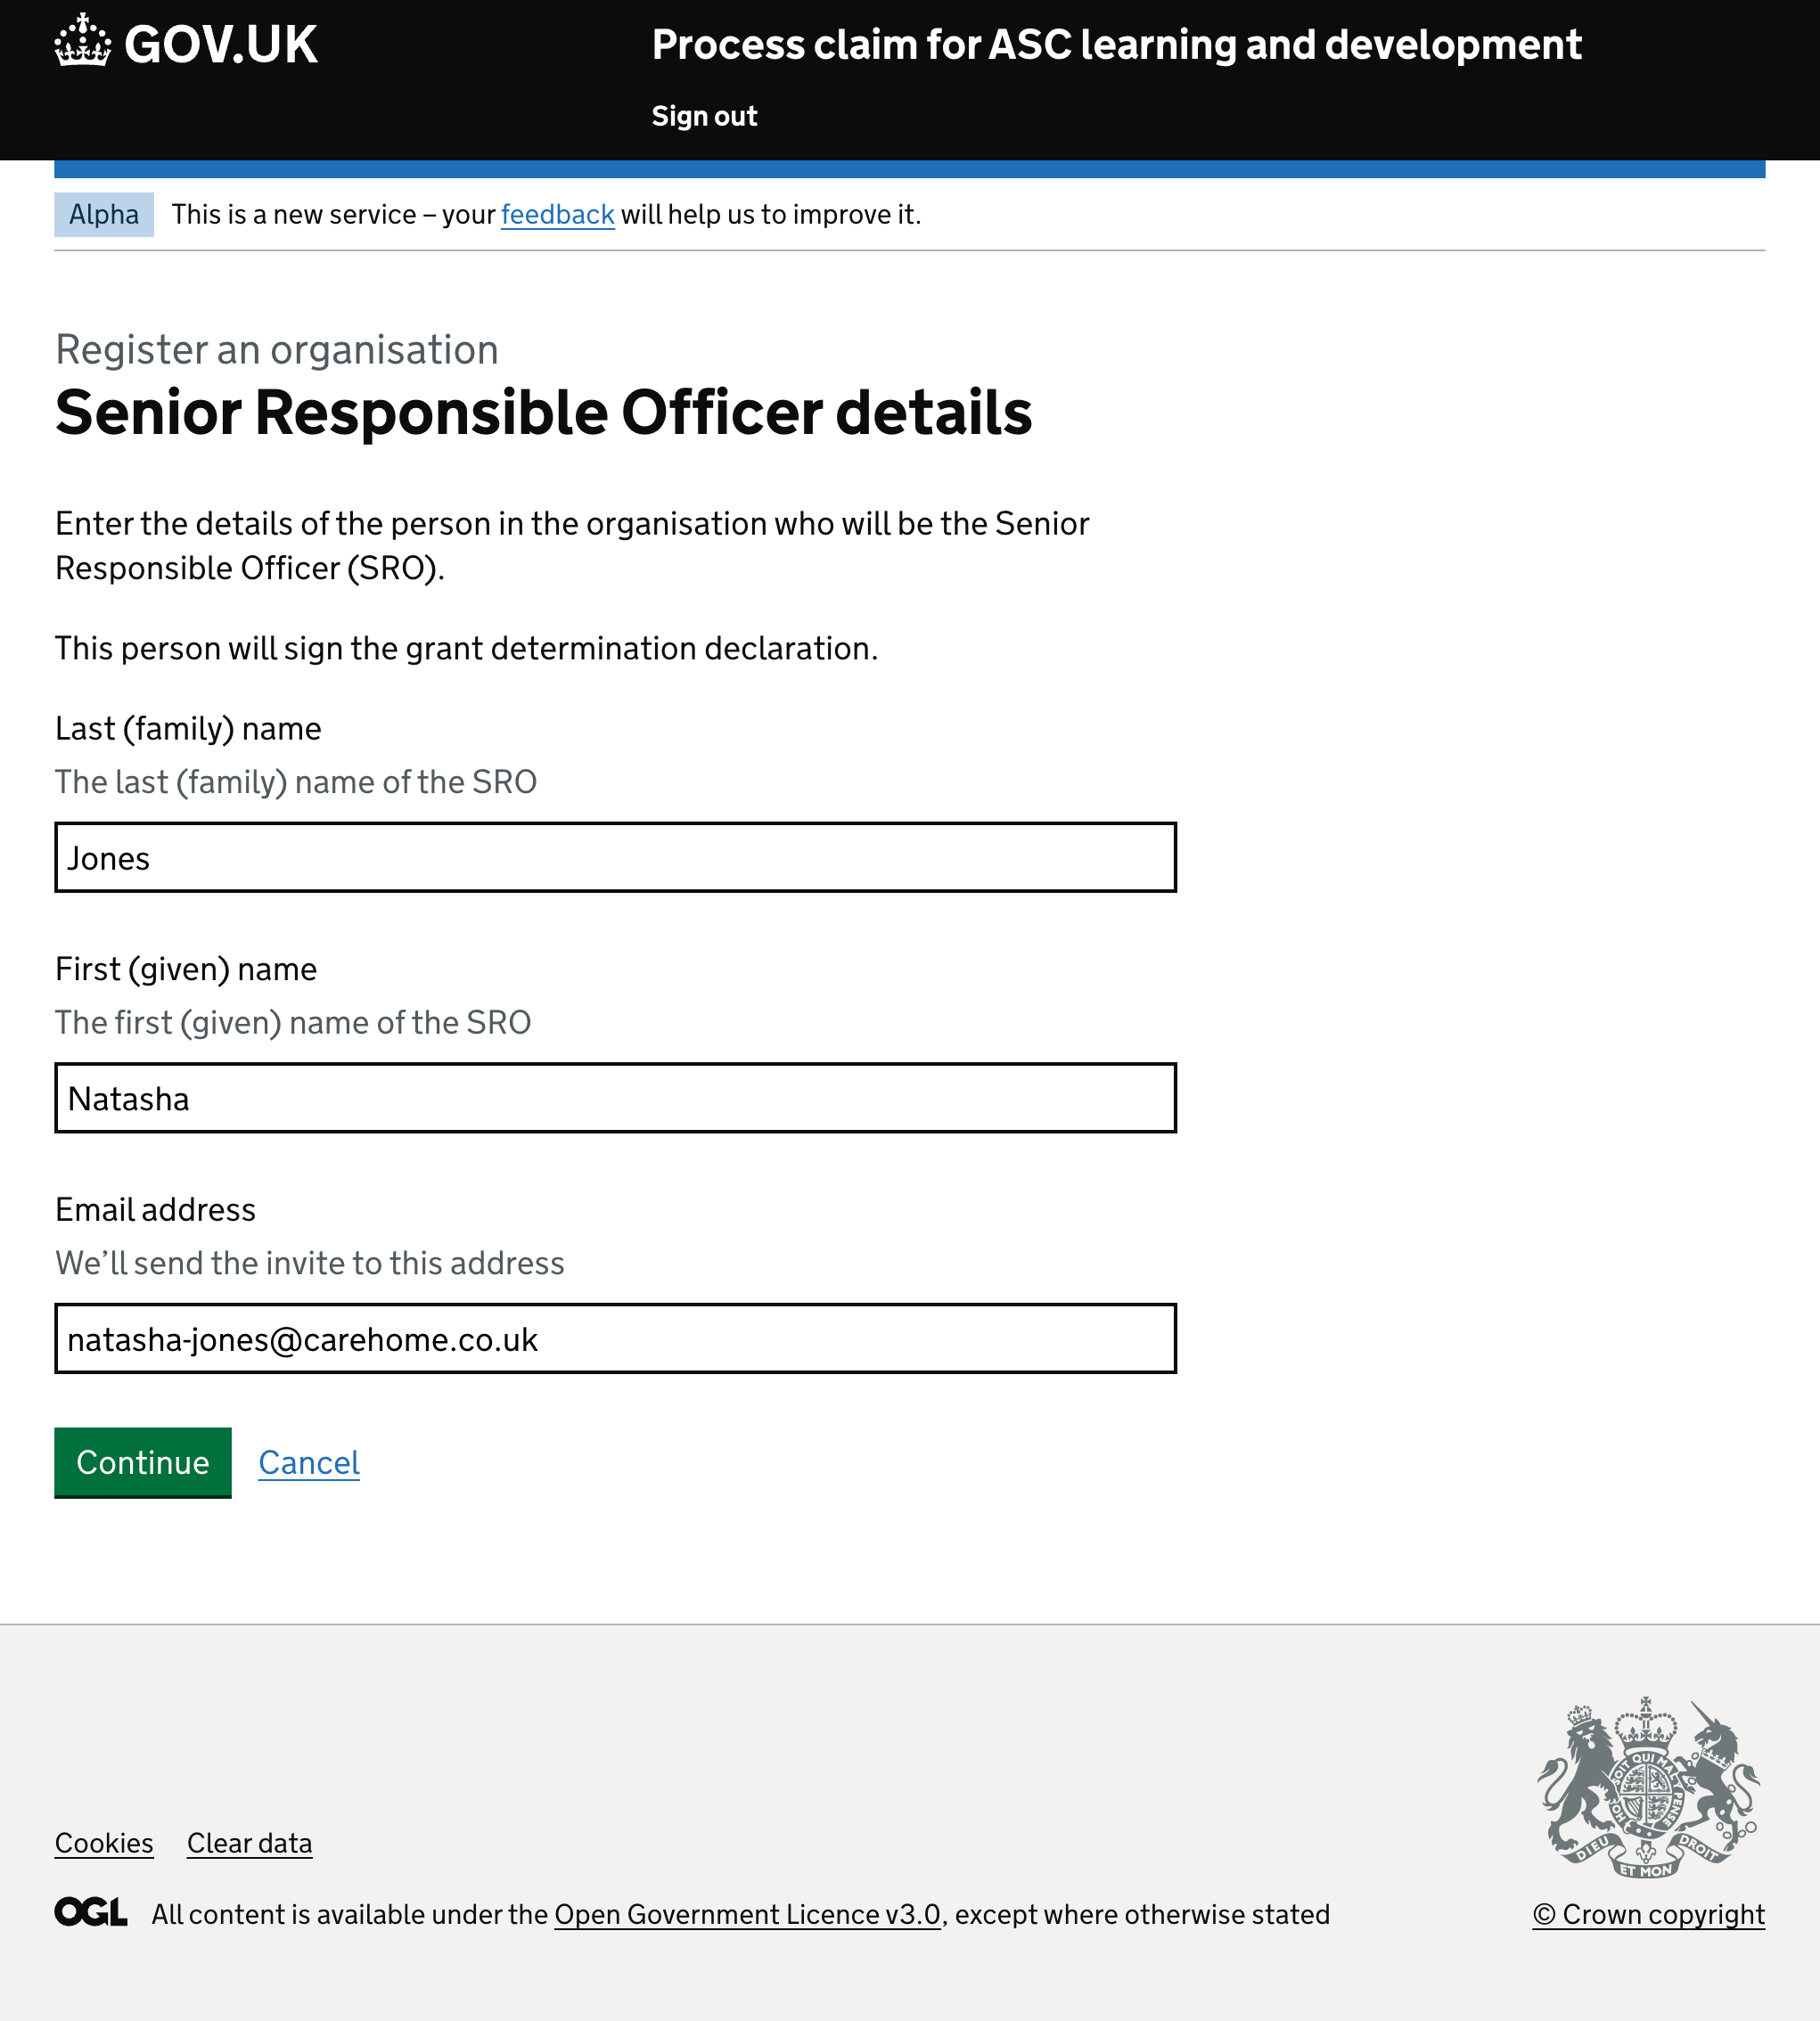 GOV.UK
Process claim for ASC learning and development
Sign out
Alpha
This is a new service – your feedback will help us to improve it.
Register an organisation
Senior Responsible Officer details
Enter the details of the person in the organisation who will be the Senior
Responsible Officer (SRO).
This person will sign the grant determination declaration.
Last (family) name
The last (family) name of the SRO
Jones
First (given) name
The first (given) name of the SRO
Natasha
Email address
We’ll send the invite to this address
natasha-jones@carehome.co.uk
Continue
Cancel
DIEU ET MON DROIT
Cookies
Clear data
OGL
All content is available under the Open Government Licence v3.0, except where otherwise stated
© Crown copyright